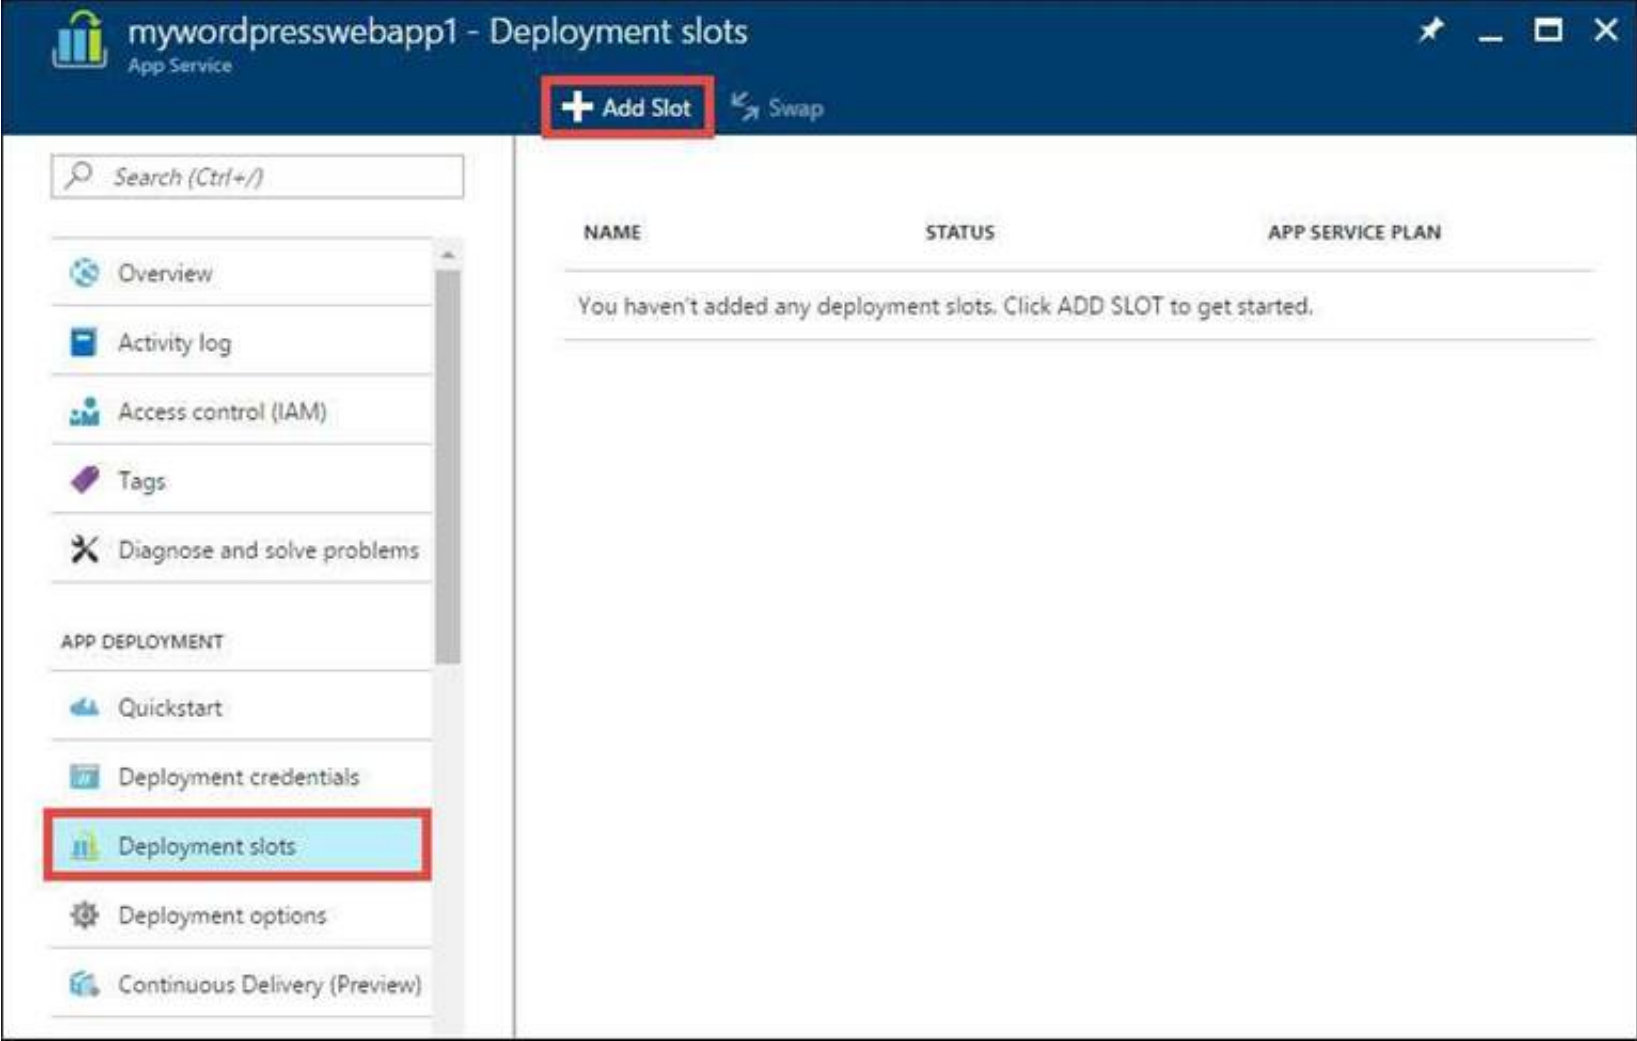 mywordpresswebapp1 - Deployment slots
App Service
Add Slot
Swap
Search (Ctrl+/)
Overview
Activity log
Access control (IAM)
Tags
Diagnose and solve problems
APP DEPLOYMENT
Quickstart
Deployment credentials
Deployment slots
Deployment options
Continuous Delivery (Preview)
NAME STATUS APP SERVICE PLAN
You haven't added any deployment slots. Click ADD SLOT to get started.